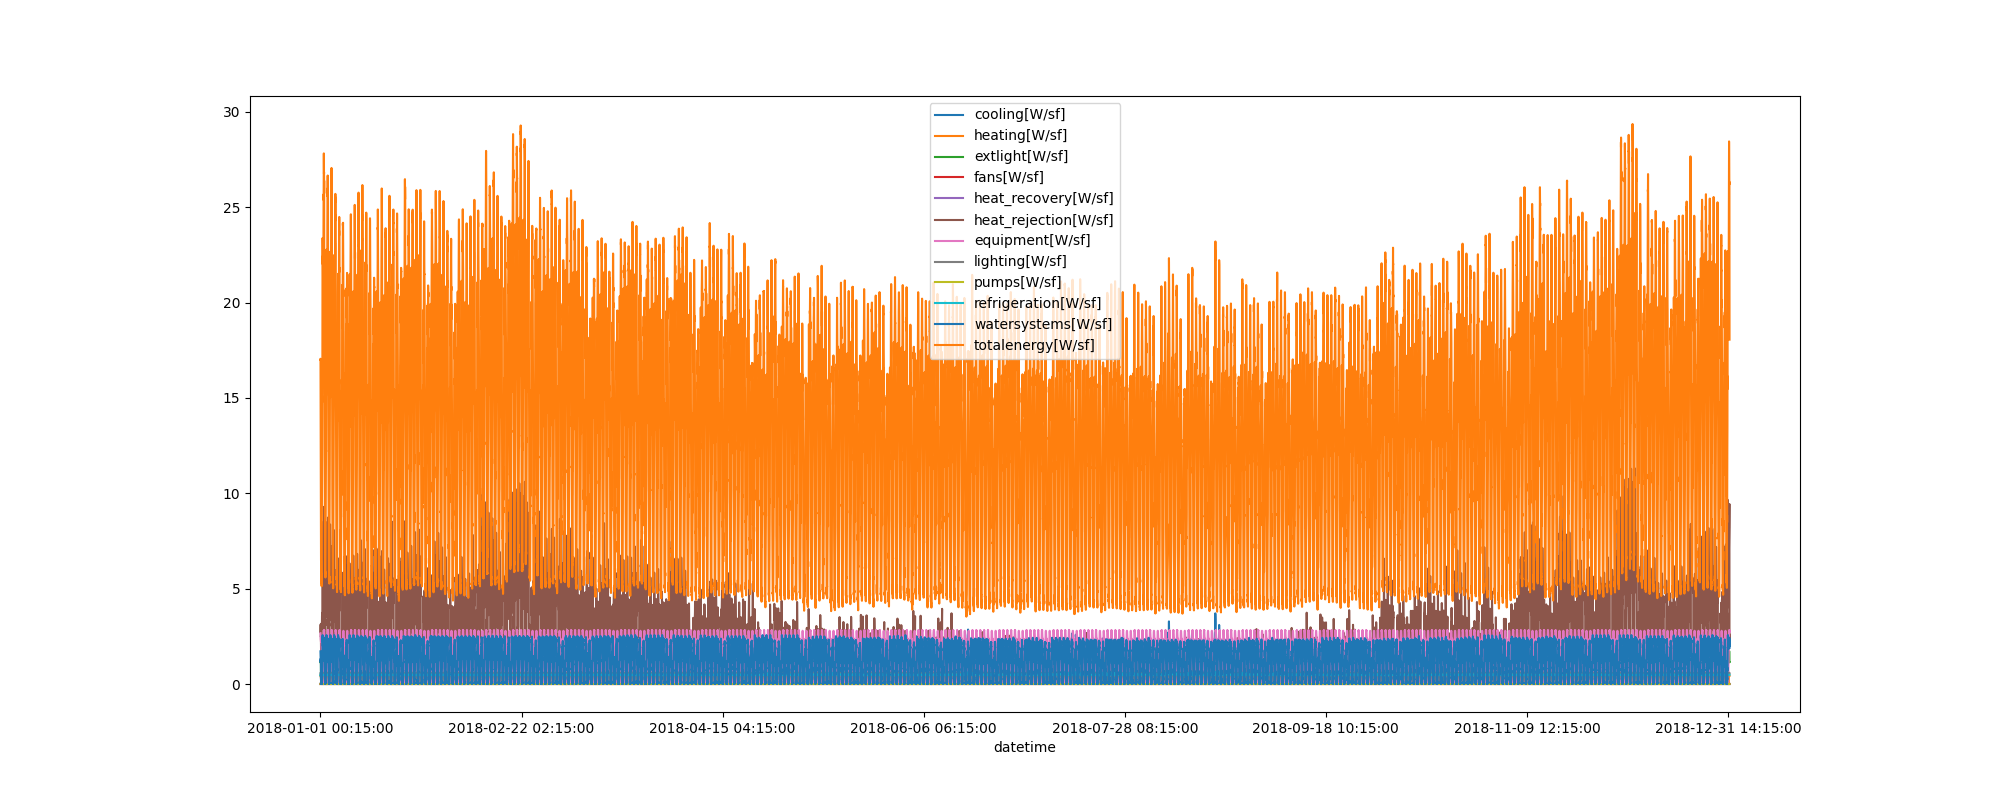 30
25
20
15
10
5
0
cooling[W/sf]
heating[W/sf]
extlight[W/sf]
fans[W/sf]
heat_recovery[W/sf]
heat_rejection[W/sf]
equipment[W/sf]
lighting[W/sf]
pumps[W/sf]
refrigeration[W/sf]
watersystems[W/sf]
totalenergy[W/sf]
2018-01-01 00:15:00 2018-02-22 02:15:00 2018-04-15 04:15:00 2018-06-06 06:15:00 2018-07-28 08:15:00 2018-09-18 10:15:00 2018-11-09 12:15:00 2018-12-31 14:15:00
datetime